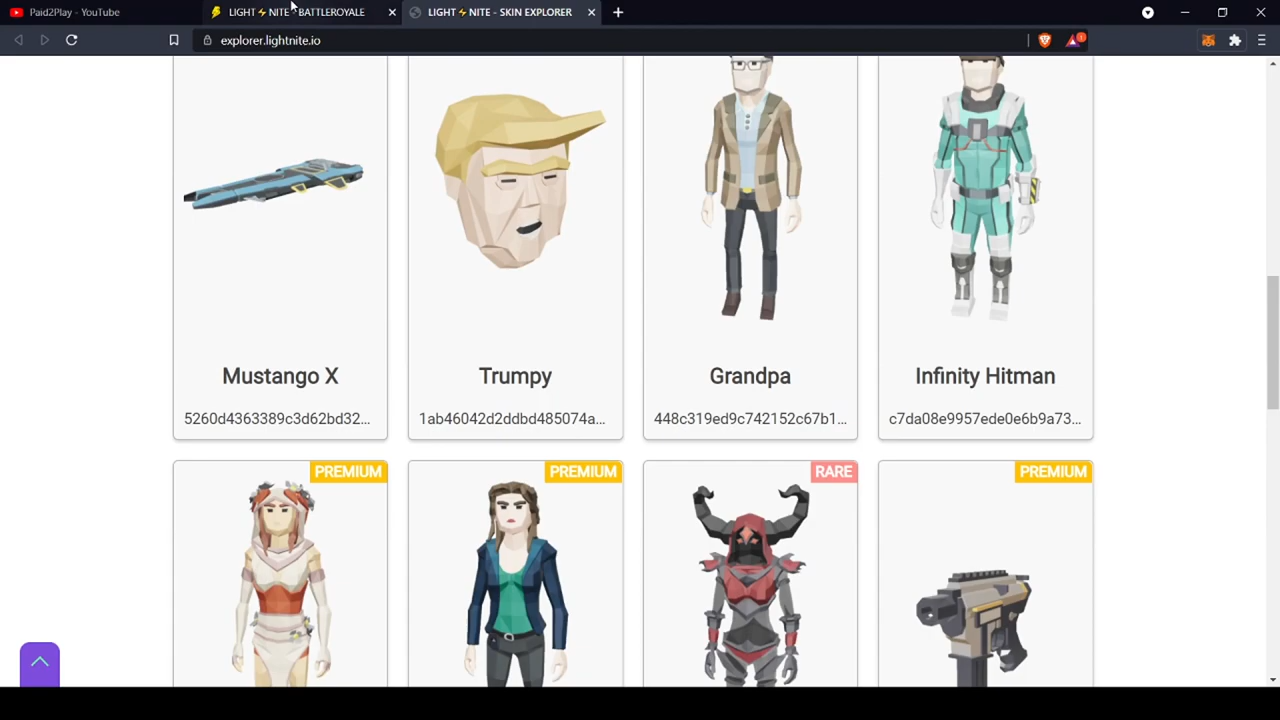 Paid2Play - YouTube
LIGHT⚡NITE - BATTLEROYALE
LIGHT⚡NITE - SKIN EXPLORER
explorer.lightnite.io
1
Mustango X
Trumpy
Grandpa
Infinity Hitman
5260d4363389c3d62bd32...
1ab46042d2ddbd485074a...
448c319ed9c742152c67b1...
c7da08e9957ede0e6b9a73...
PREMIUM
PREMIUM
RARE
PREMIUM